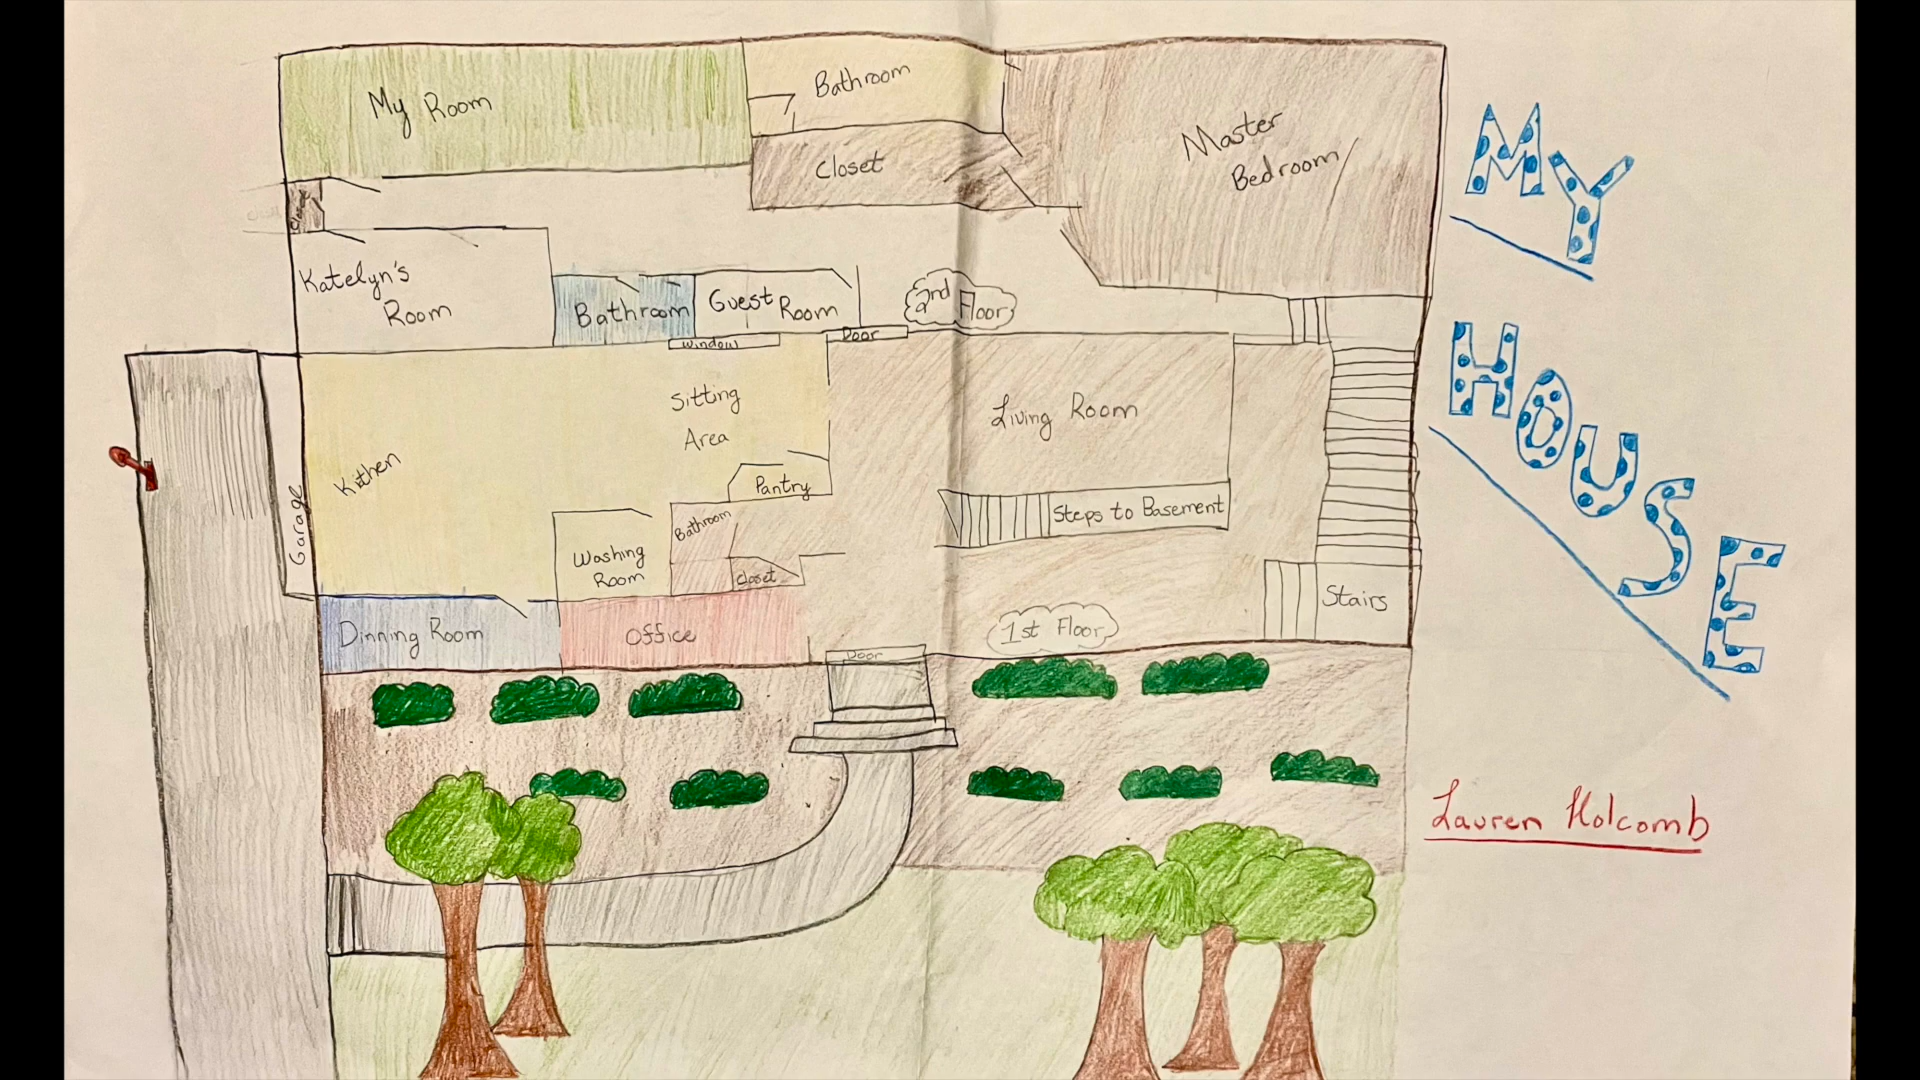 My Room
Bathroom
Closet
Master
Bedroom
MY
HOUSE
Closet
Katelyn's
Room
Bathroom
Guest Room
2nd Floor
Window
Door
Sitting
Area
Living Room
Kitchen
Pantry
Garage
Bathroom
Steps to Basement
Washing
Room
Closet
Stairs
Dinning Room
Office
1st Floor
Door
Lauren Holcomb